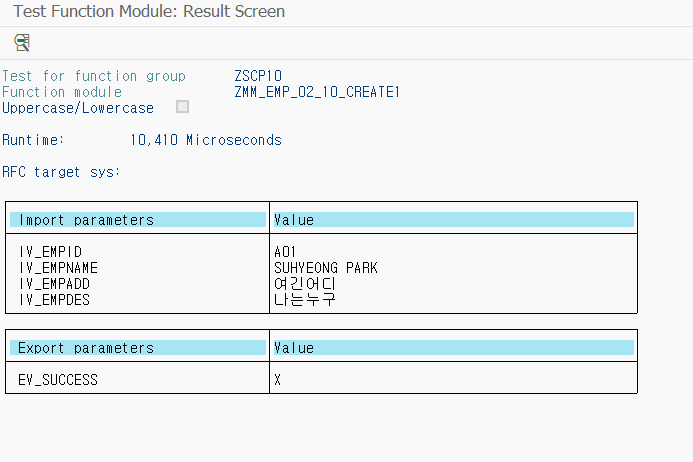 Test Function Module: Result Screen
Test for function group ZSCP10
Function module ZMM_EMP_02_10_CREATE1
Uppercase/Lowercase
Runtime: 10,410 Microseconds
RFC target sys:
Import parameters Value
IV_EMPID A01
IV_EMPNAME SUHYEONG PARK
IV_EMPADD 여긴어디
IV_EMPDES 나는누구
Export parameters Value
EV_SUCCESS X